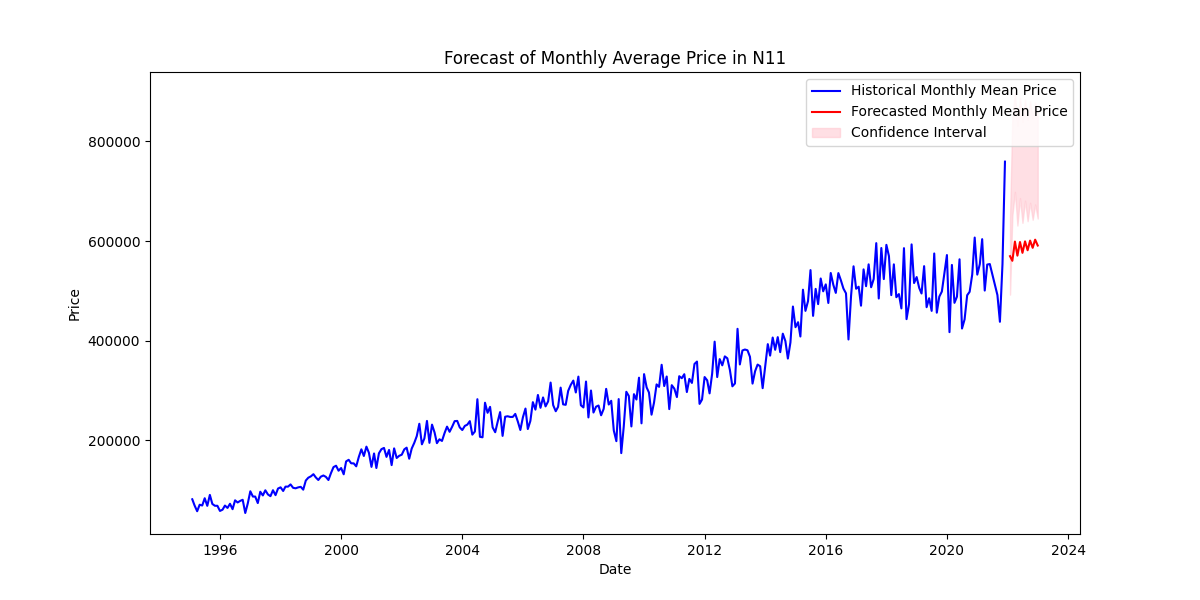 Forecast of Monthly Average Price in N11
Historical Monthly Mean Price
Forecasted Monthly Mean Price
Confidence Interval
800000
600000
400000
200000
Price
1996 2000 2004 2008 2012 2016 2020 2024
Date